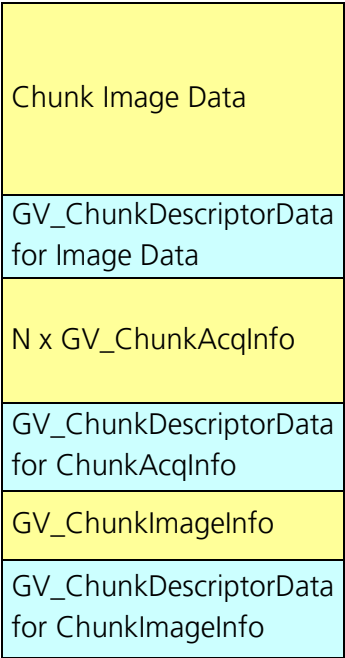 Chunk Image Data
GV_ChunkDescriptorData
for Image Data
N x GV_ChunkAcqInfo
GV_ChunkDescriptorData
for ChunkAcqInfo
GV_ChunkImageInfo
GV_ChunkDescriptorData
for ChunkImageInfo